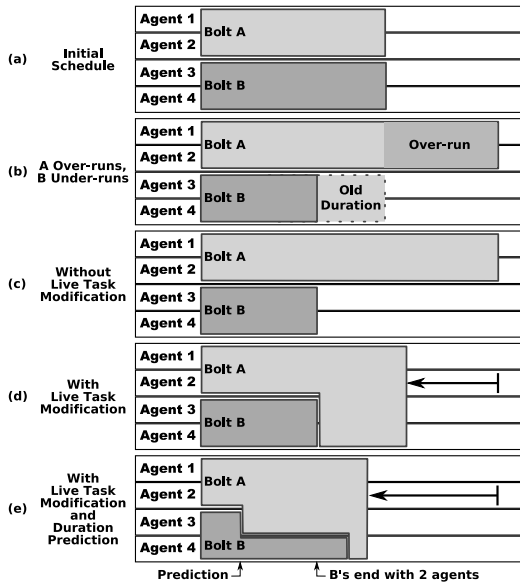 (a)
Initial
Schedule
Agent 1
Agent 2
Agent 3
Agent 4
Bolt A
Bolt B
(b)
A Over-runs,
B Under-runs
Agent 1
Agent 2
Agent 3
Agent 4
Bolt A
Over-run
Bolt B
Old
Duration
(c)
Without
Live Task
Modification
Agent 1
Agent 2
Agent 3
Agent 4
Bolt A
Bolt B
(d)
With
Live Task
Modification
Agent 1
Agent 2
Agent 3
Agent 4
Bolt A
Bolt B
(e)
With
Live Task
Modification
and
Duration
Prediction
Agent 1
Agent 2
Agent 3
Agent 4
Bolt A
Bolt B
Prediction
B's end with 2 agents